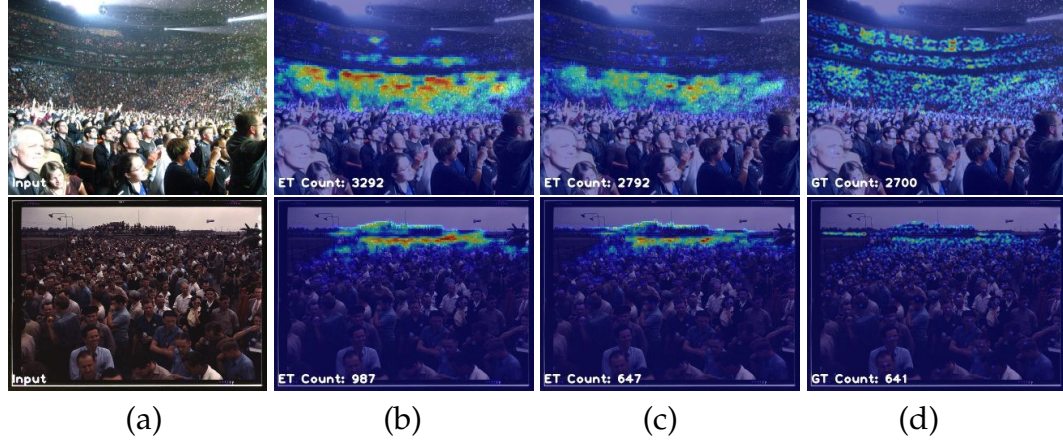 Input
ET Count: 3292
ET Count: 2792
GT Count: 2700
Input
ET Count: 987
ET Count: 647
GT Count: 641
(a)
(b)
(c)
(d)